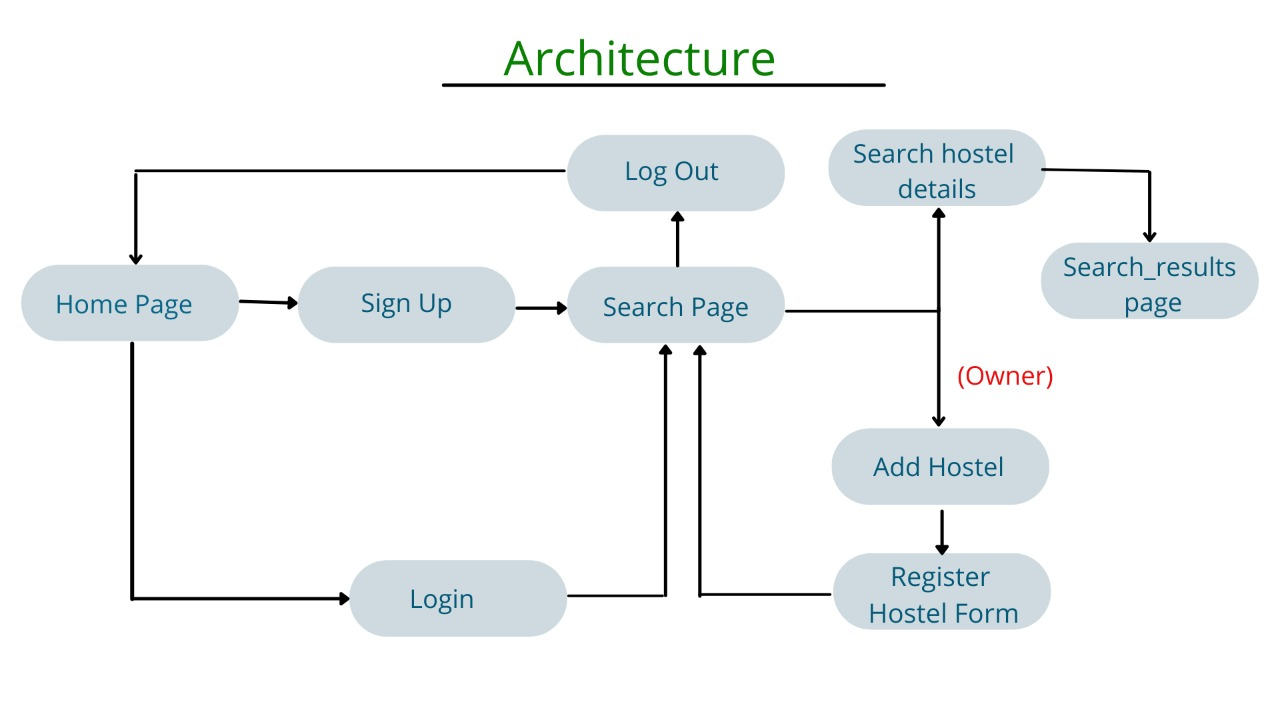 Architecture
Log Out
Search hostel
details
Home Page
Sign Up
Search Page
Search_results
page
(Owner)
Add Hostel
Login
Register
Hostel Form